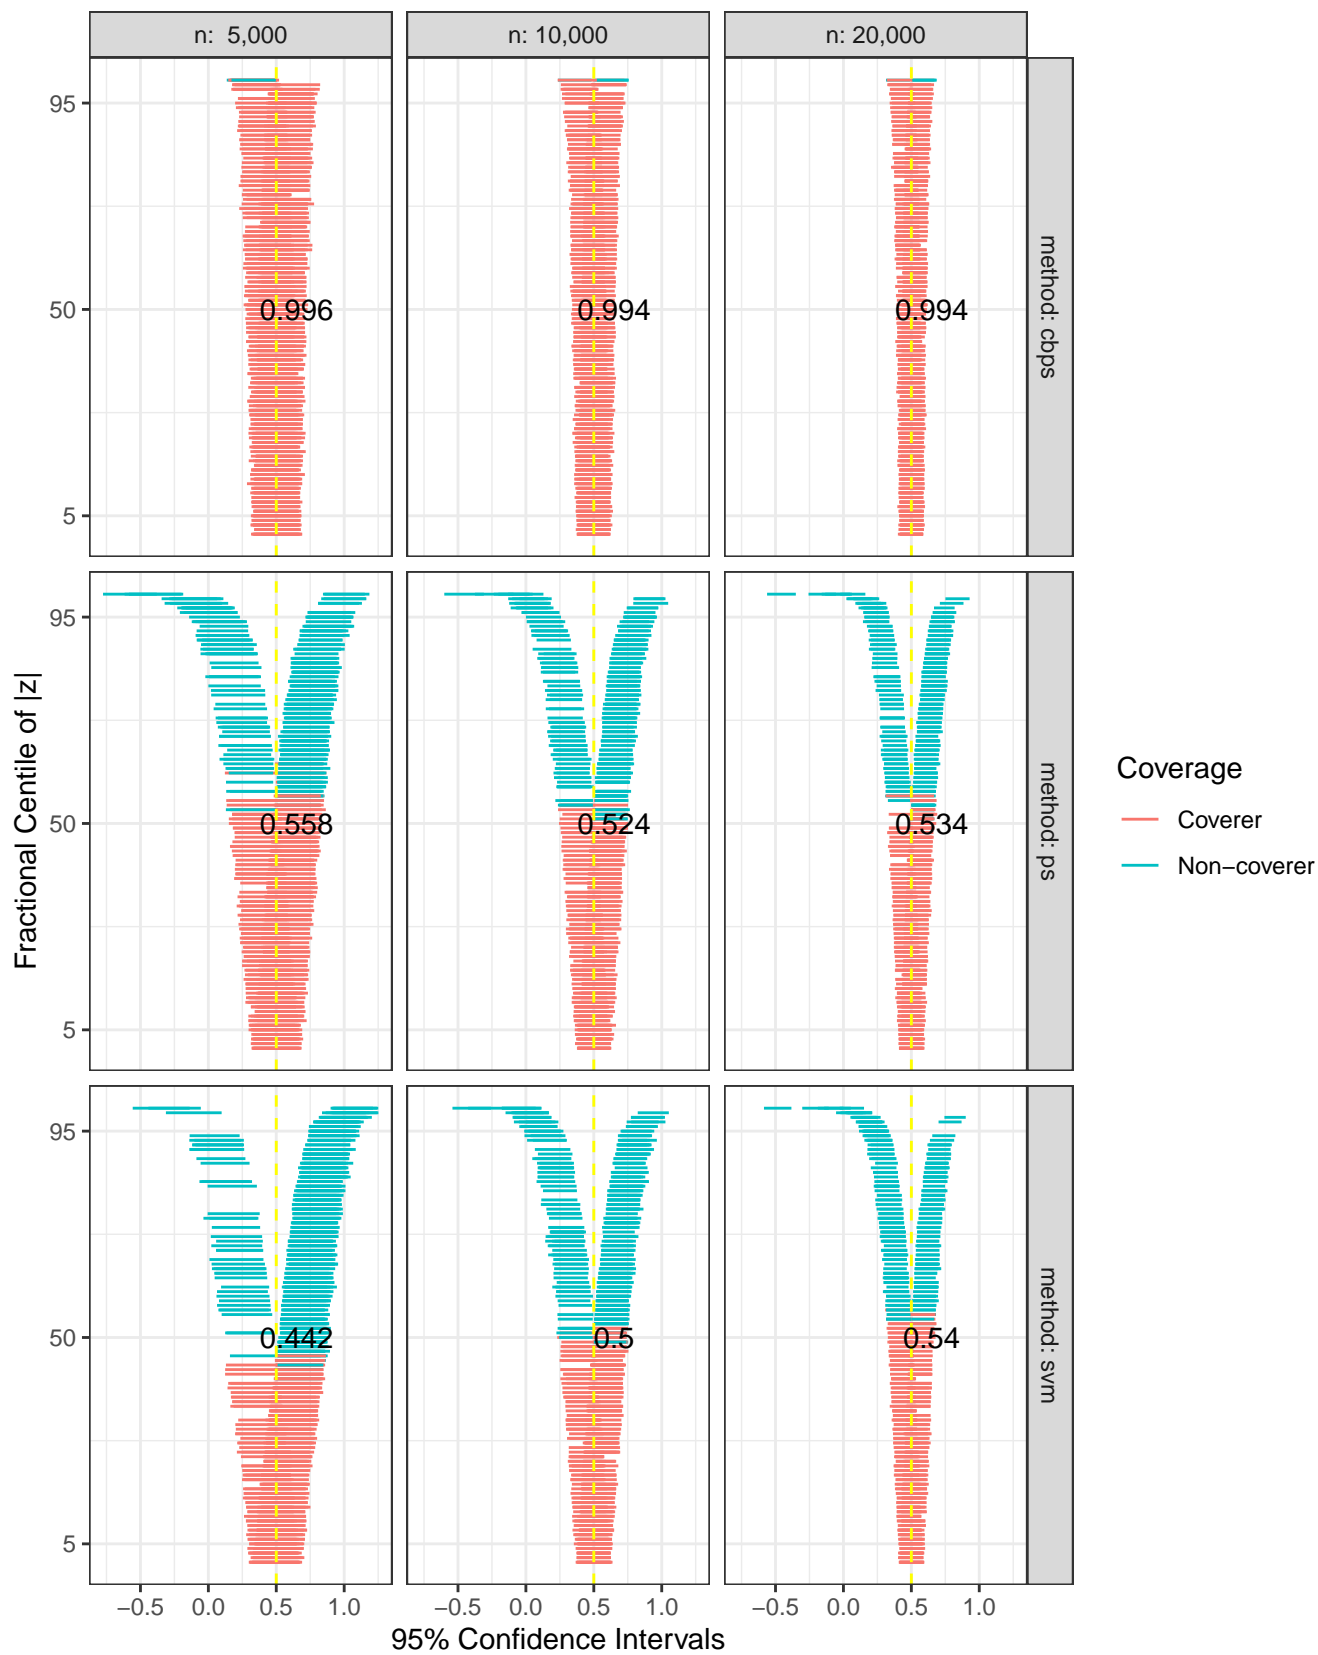 n:  5,000
n: 10,000
n: 20,000
95
50
5
0.996
0.994
0.994
method: cbps
95
50
5
0.558
0.524
0.534
method: ps
95
50
5
0.442
0.5
0.54
method: svm
Fractional Centile of |z|
−0.5 0.0 0.5 1.0
−0.5 0.0 0.5 1.0
−0.5 0.0 0.5 1.0
95% Confidence Intervals
Coverage
Coverer
Non−coverer